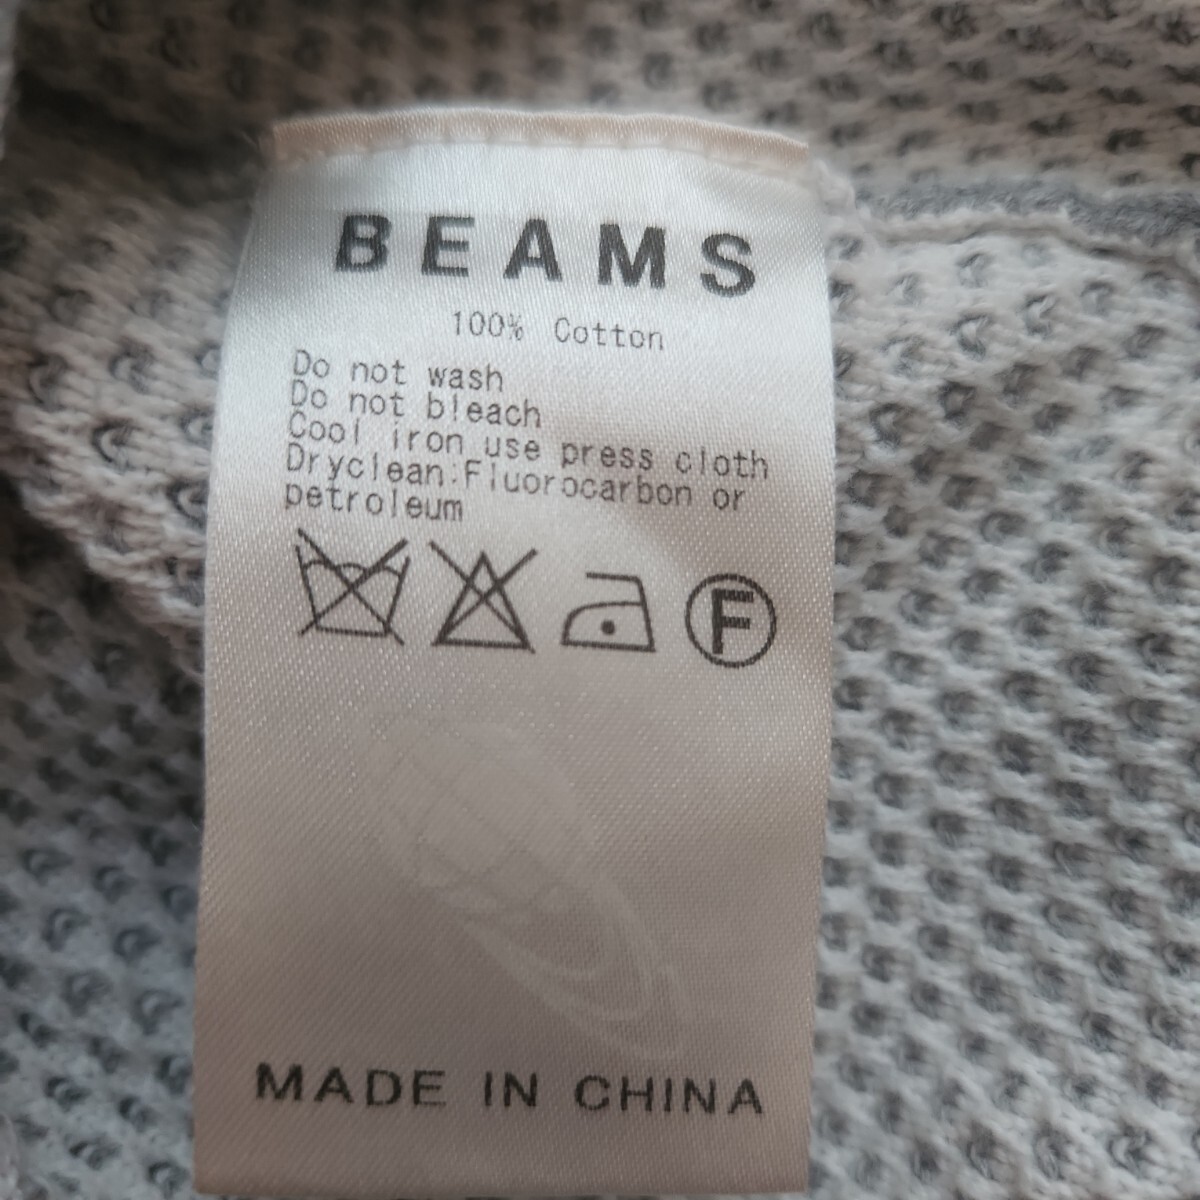 BEAMS
100% Cotton
Do not wash
Do not bleach
Cool iron use press cloth
Dryclean:Fluorocarbon or
petroleum
F
MADE IN CHINA